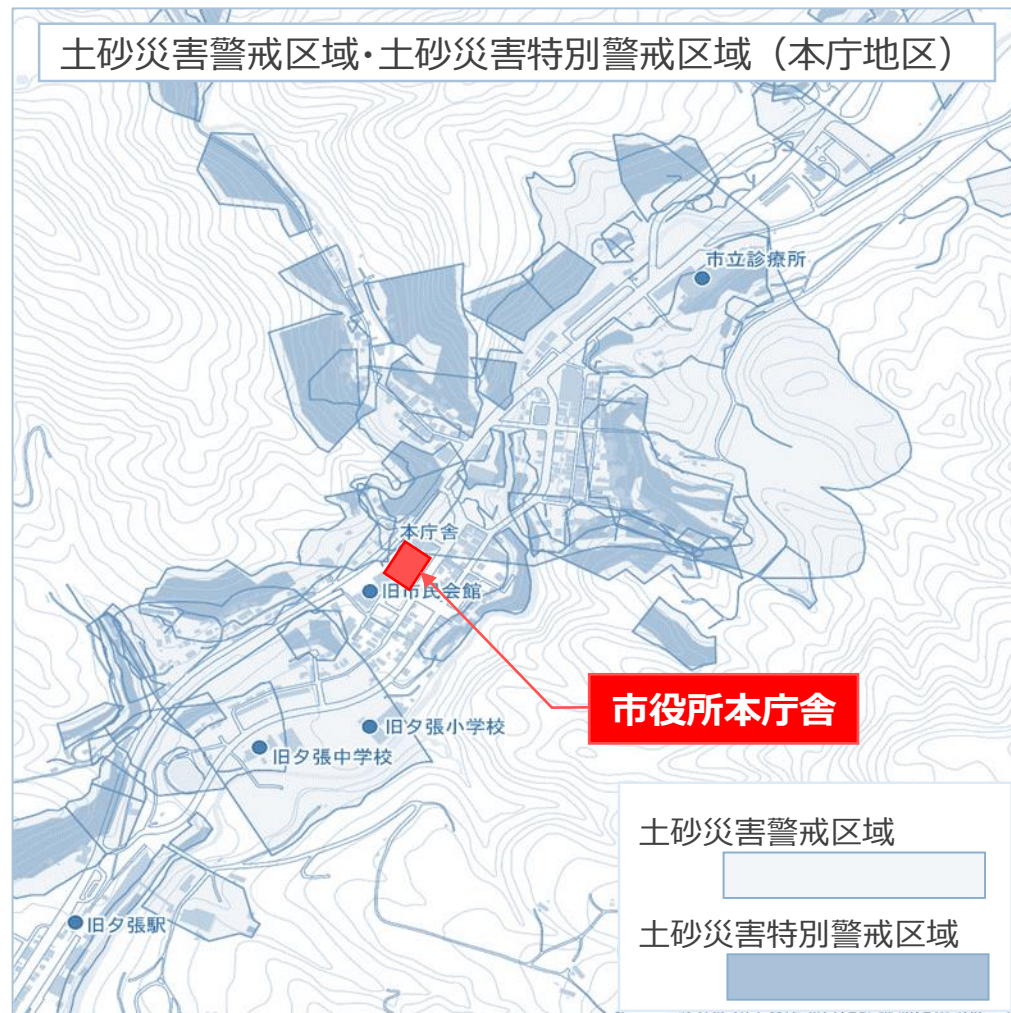 土砂災害警戒区域･土砂災害特別警戒区域（本庁地区）
市立診療所
本庁舎
旧市民会館
市役所本庁舎
旧夕張小学校
旧夕張中学校
土砂災害警戒区域
旧夕張駅
土砂災害特別警戒区域